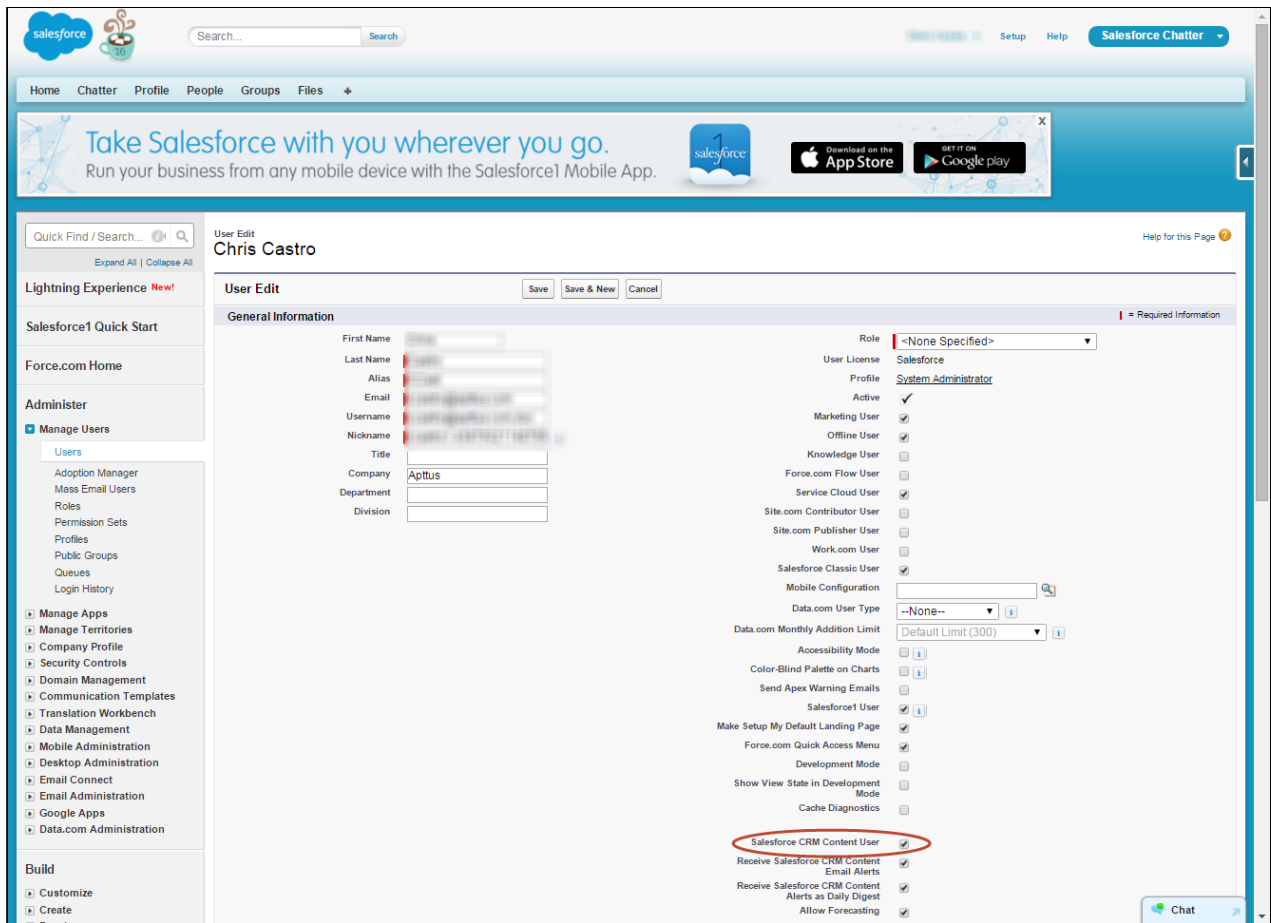 salesforce
16
Search...
Search
Setup
Help
Salesforce Chatter
Home Chatter Profile People Groups Files +
Take Salesforce with you wherever you go.
Run your business from any mobile device with the Salesforce1 Mobile App.
1
salesforce
Download on the
App Store
GET IT ON
Google play
X
Quick Find / Search...
Expand All | Collapse All
Lightning Experience New!
Salesforce1 Quick Start
Force.com Home
Administer
Manage Users
Users
Adoption Manager
Mass Email Users
Roles
Permission Sets
Profiles
Public Groups
Queues
Login History
Manage Apps
Manage Territories
Company Profile
Security Controls
Domain Management
Communication Templates
Translation Workbench
Data Management
Mobile Administration
Desktop Administration
Email Connect
Email Administration
Google Apps
Data.com Administration
Build
Customize
Create
User Edit
Chris Castro
Help for this Page
User Edit
Save
Save & New
Cancel
General Information
= Required Information
First Name
Last Name
Alias
Email
Username
Nickname
Title
Company Apttus
Department
Division
Role <None Specified>
User License Salesforce
Profile System Administrator
Active
Marketing User
Offline User
Knowledge User
Force.com Flow User
Service Cloud User
Site.com Contributor User
Site.com Publisher User
Work.com User
Salesforce Classic User
Mobile Configuration
Data.com User Type --None--
Data.com Monthly Addition Limit Default Limit (300)
Accessibility Mode
Color-Blind Palette on Charts
Send Apex Warning Emails
Salesforce1 User
Make Setup My Default Landing Page
Force.com Quick Access Menu
Development Mode
Show View State in Development
Mode
Cache Diagnostics
Salesforce CRM Content User
Receive Salesforce CRM Content
Email Alerts
Receive Salesforce CRM Content
Alerts as Daily Digest
Allow Forecasting
Chat